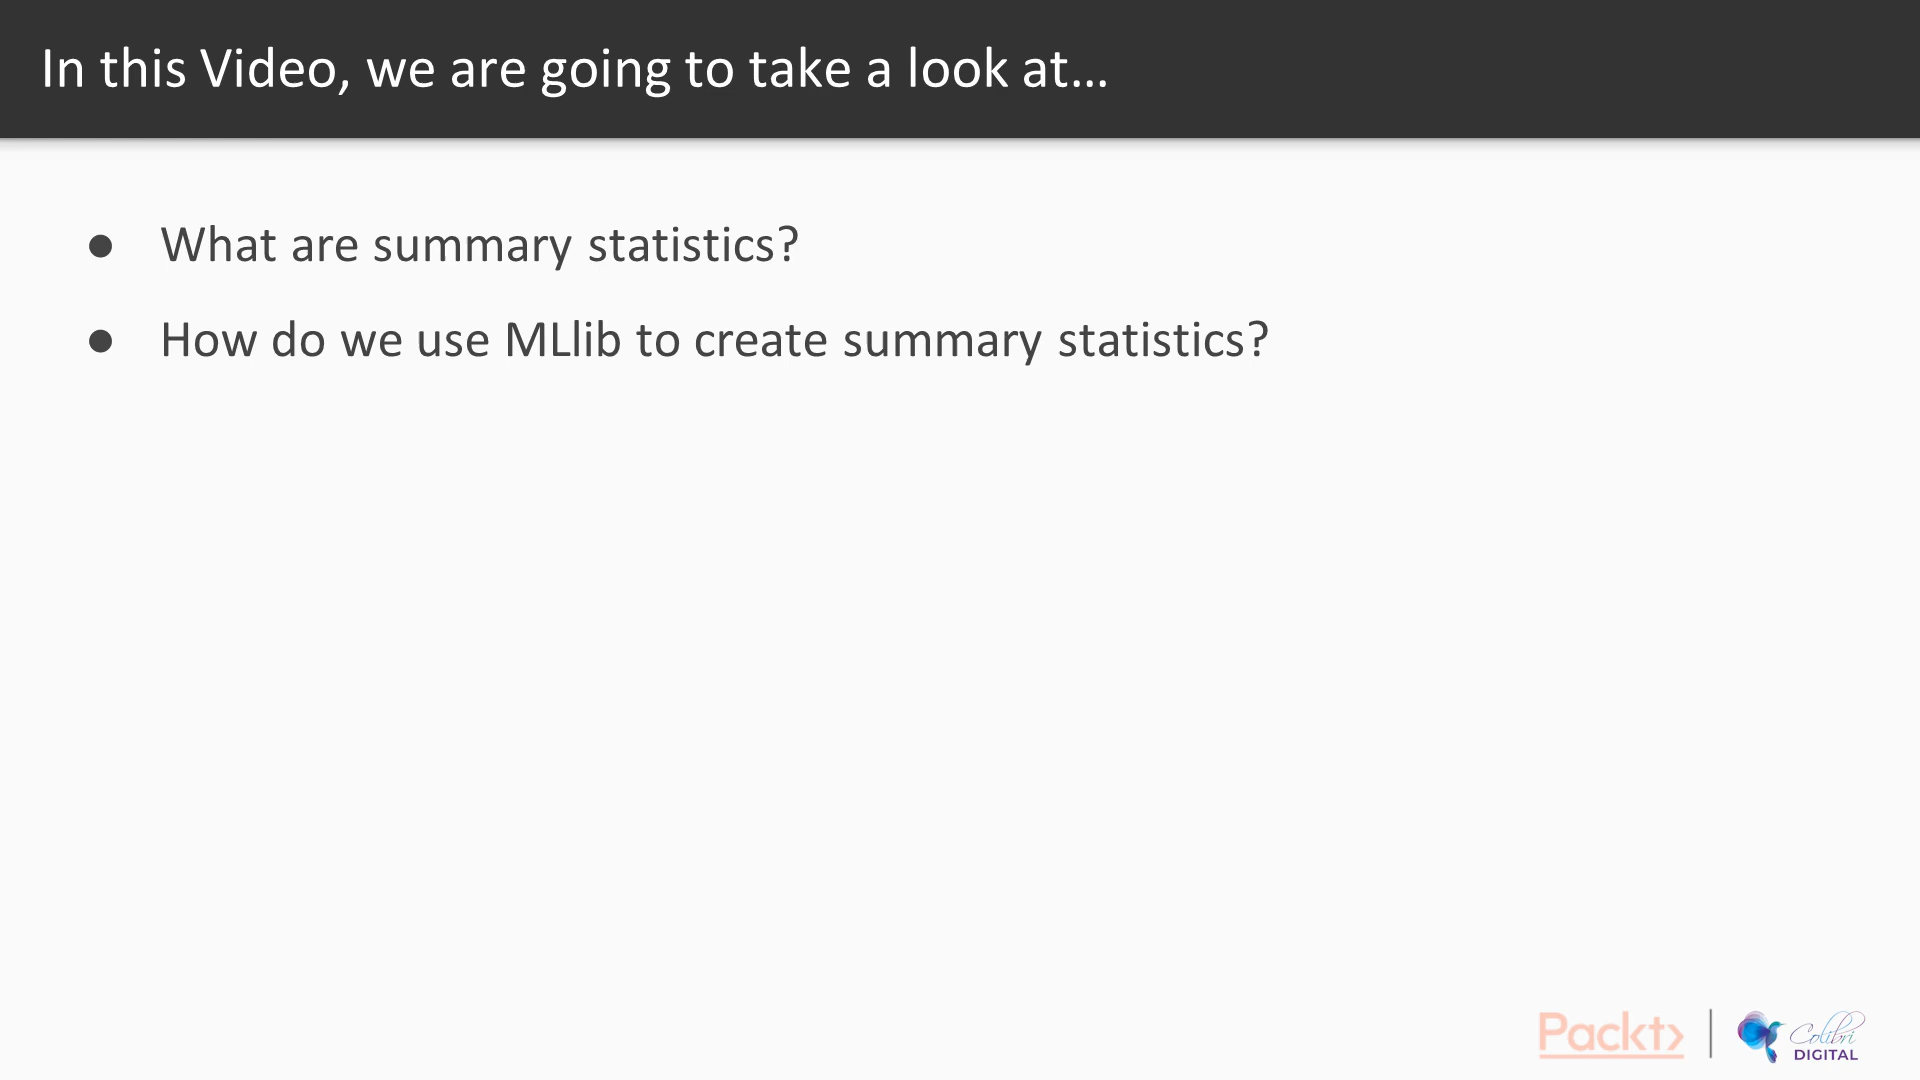 In this Video, we are going to take a look at...
● What are summary statistics?
● How do we use MLlib to create summary statistics?
Packt>
Colibri
DIGITAL